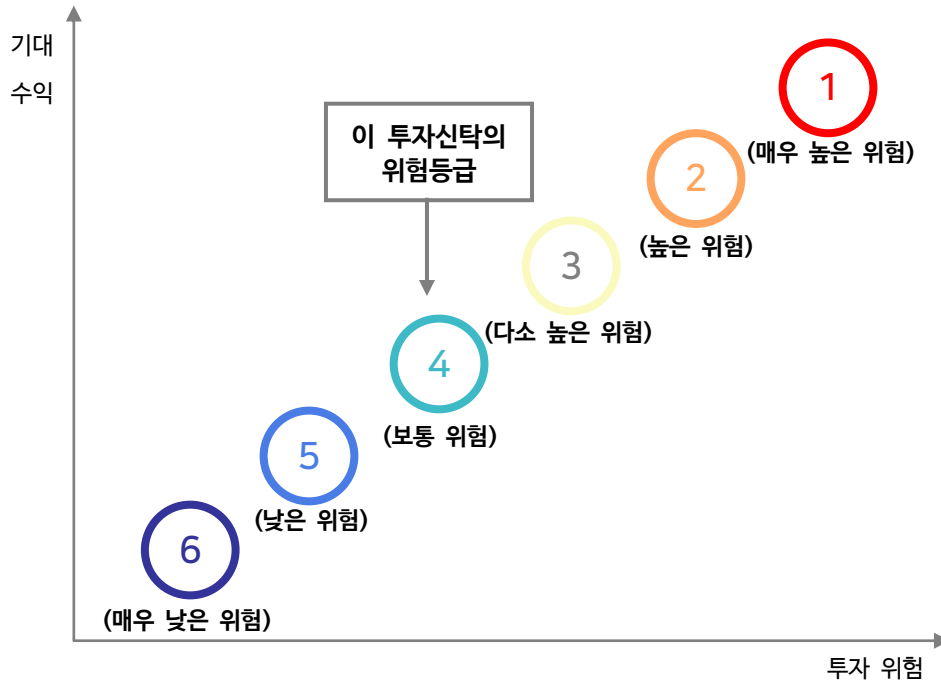 기대
수익
1
(매우 높은 위험)
이 투자신탁의
위험등급
2
(높은 위험)
3
(다소 높은 위험)
4
(보통 위험)
5
(낮은 위험)
6
(매우 낮은 위험)
투자 위험